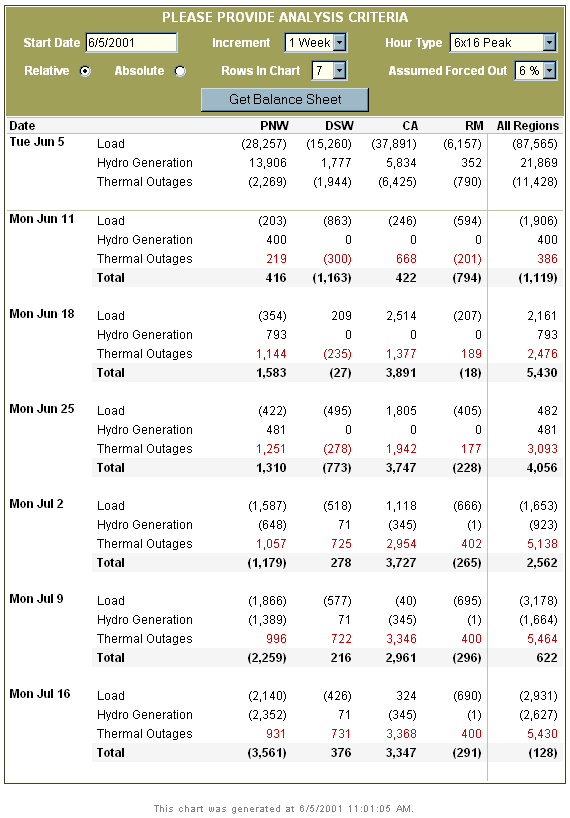 PLEASE PROVIDE ANALYSIS CRITERIA
Start Date 6/5/2001 Increment 1 Week Hour Type 6x16 Peak
Relative Absolute Rows In Chart 7 Assumed Forced Out 6 %
Get Balance Sheet
Date PNW DSW CA RM All Regions
Tue Jun 5 Load (28,257) (15,260) (37,891) (6,157) (87,565)
Hydro Generation 13,906 1,777 5,834 352 21,869
Thermal Outages (2,269) (1,944) (6,425) (790) (11,428)
Mon Jun 11 Load (203) (863) (246) (594) (1,906)
Hydro Generation 400 0 0 0 400
Thermal Outages 219 (300) 668 (201) 386
Total 416 (1,163) 422 (794) (1,119)
Mon Jun 18 Load (354) 209 2,514 (207) 2,161
Hydro Generation 793 0 0 0 793
Thermal Outages 1,144 (235) 1,377 189 2,476
Total 1,583 (27) 3,891 (18) 5,430
Mon Jun 25 Load (422) (495) 1,805 (405) 482
Hydro Generation 481 0 0 0 481
Thermal Outages 1,251 (278) 1,942 177 3,093
Total 1,310 (773) 3,747 (228) 4,056
Mon Jul 2 Load (1,587) (518) 1,118 (666) (1,653)
Hydro Generation (648) 71 (345) (1) (923)
Thermal Outages 1,057 725 2,954 402 5,138
Total (1,179) 278 3,727 (265) 2,562
Mon Jul 9 Load (1,866) (577) (40) (695) (3,178)
Hydro Generation (1,389) 71 (345) (1) (1,664)
Thermal Outages 996 722 3,346 400 5,464
Total (2,259) 216 2,961 (296) 622
Mon Jul 16 Load (2,140) (426) 324 (690) (2,931)
Hydro Generation (2,352) 71 (345) (1) (2,627)
Thermal Outages 931 731 3,368 400 5,430
Total (3,561) 376 3,347 (291) (128)
This chart was generated at 6/5/2001 11:01:05 AM.